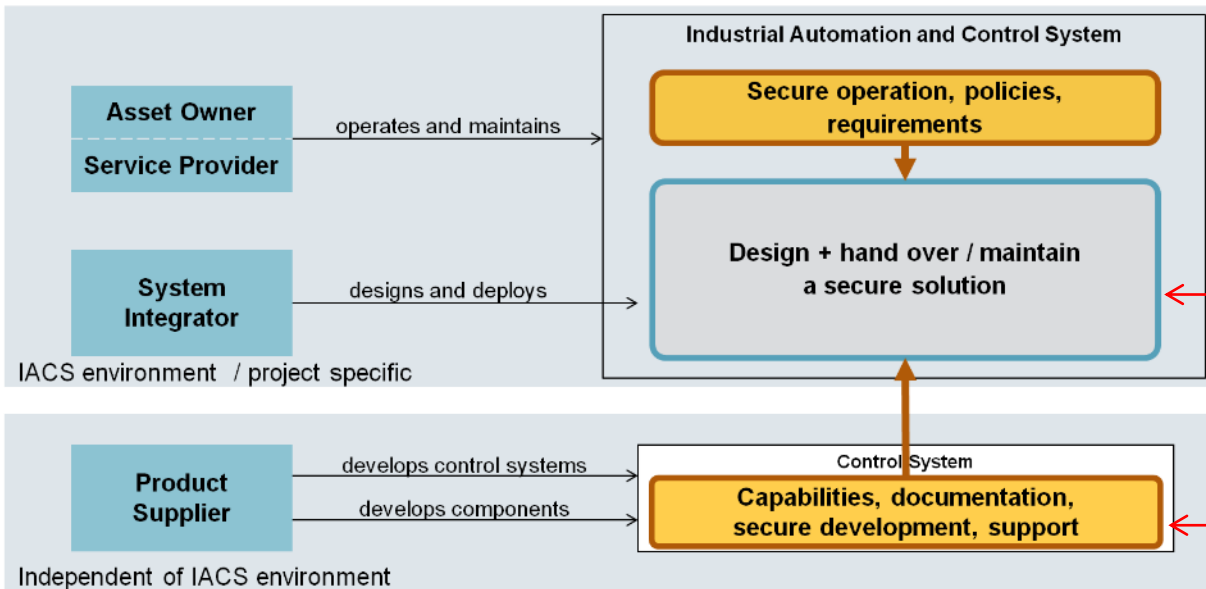 Industrial Automation and Control System
Asset Owner
Service Provider
operates and maintains
Secure operation, policies,
requirements
System
Integrator
designs and deploys
Design + hand over / maintain
a secure solution
IACS environment / project specific
Product
Supplier
develops control systems
develops components
Control System
Capabilities, documentation,
secure development, support
Independent of IACS environment